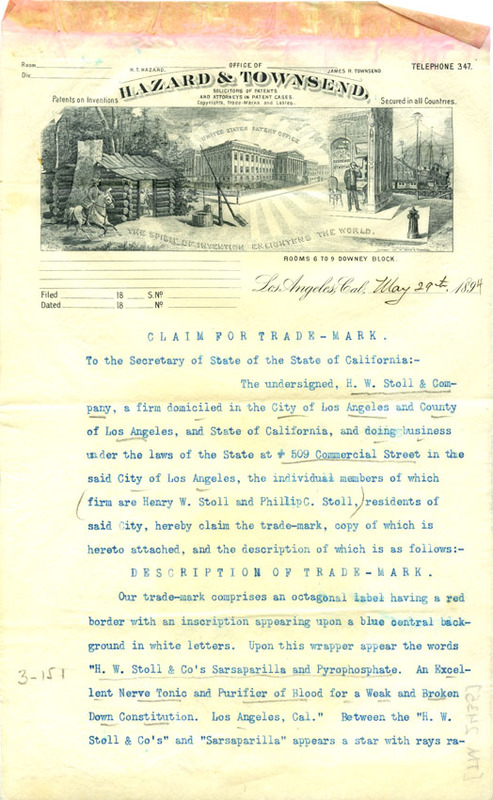 OFFICE OF
Room
Div.
H. T. HAZARD.
JAMES R. TOWNSEND
TELEPHONE 347.
HAZARD & TOWNSEND,
SOLICITORS OF PATENTS
AND ATTORNEYS IN PATENT CASES.
Copyrights, Trade-Marks and Lables.
Patents on Inventions
Secured in all Countries.
UNITED STATES PATENT OFFICE
THE SPIRIT OF INVENTION ENLIGHTENS THE WORLD.
ROOMS 6 TO 9 DOWNEY BLOCK.
Los Angeles, Cal. May 29th, 1894
Filed 18 S. No
Dated 18 No
CLAIM FOR TRADE-MARK.
To the Secretary of State of the State of California:-
The undersigned, H. W. Stoll & Com-
pany, a firm domiciled in the City of Los Angeles and County
of Los Angeles, and State of California, and doing business
under the laws of the State at # 509 Commercial Street in the
said City of Los Angeles, the individual members of which
(firm are Henry W. Stoll and Phillip C. Stoll,) residents of
said City, hereby claim the trade-mark, copy of which is
hereto attached, and the description of which is as follows:-
DESCRIPTION OF TRADE-MARK.
Our trade-mark comprises an octagonal label having a red
border with an inscription appearing upon a blue central back-
ground in white letters. Upon this wrapper appear the words
"H. W. Stoll & Co's Sarsaparilla and Pyrophosphate. An Excel-
lent Nerve Tonic and Purifier of Blood for a Weak and Broken
Down Constitution. Los Angeles, Cal." Between the "H. W.
Stoll & Co's" and "Sarsaparilla" appears a star with rays ra-
3-151